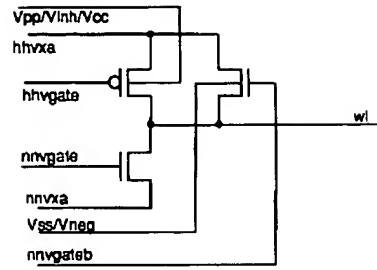 Vpp/Vinh/Vcc
hhvxa
hhvgate
wl
nnvgate
nnvxa
Vss/Vneg
nnvgateb